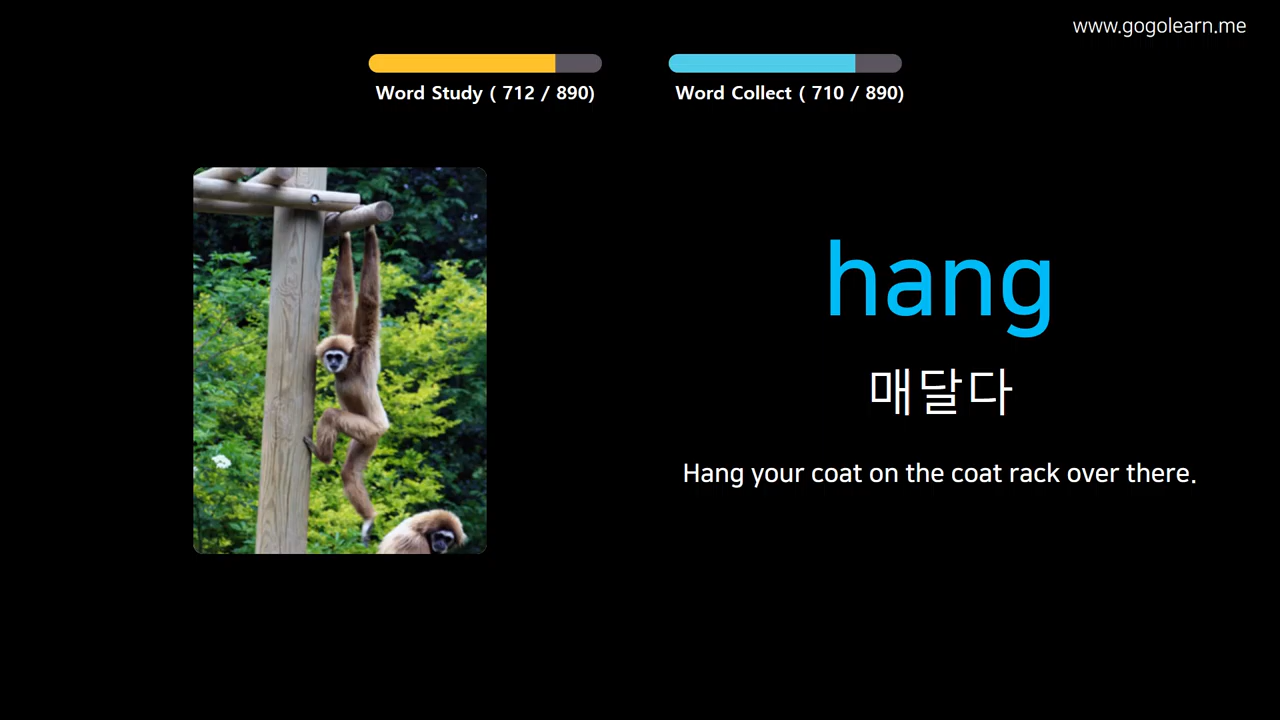 www.gogolearn.me
Word Study ( 712 / 890)
Word Collect ( 710 / 890)
hang
매달다
Hang your coat on the coat rack over there.